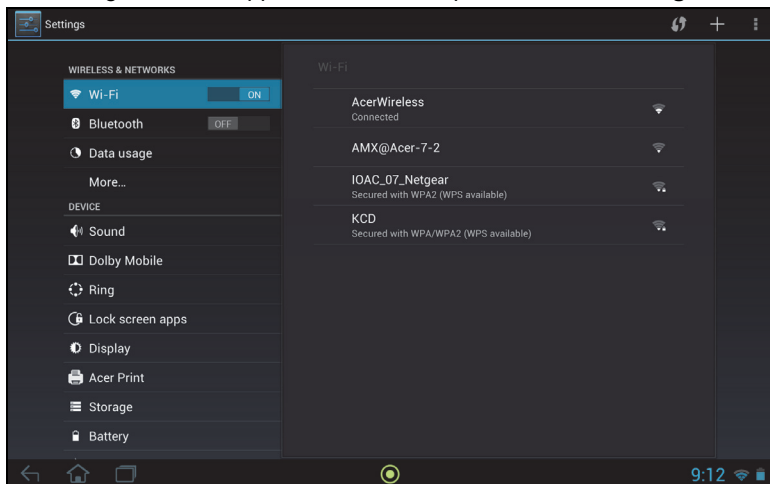 Settings
WIRELESS & NETWORKS
Wi-Fi
ON
Bluetooth
OFF
Data usage
More...
DEVICE
Sound
Dolby Mobile
Ring
Lock screen apps
Display
Acer Print
Storage
Battery
Wi-Fi
AcerWireless
Connected
AMX@Acer-7-2
IOAC_07_Netgear
Secured with WPA2 (WPS available)
KCD
Secured with WPA/WPA2 (WPS available)
9:12